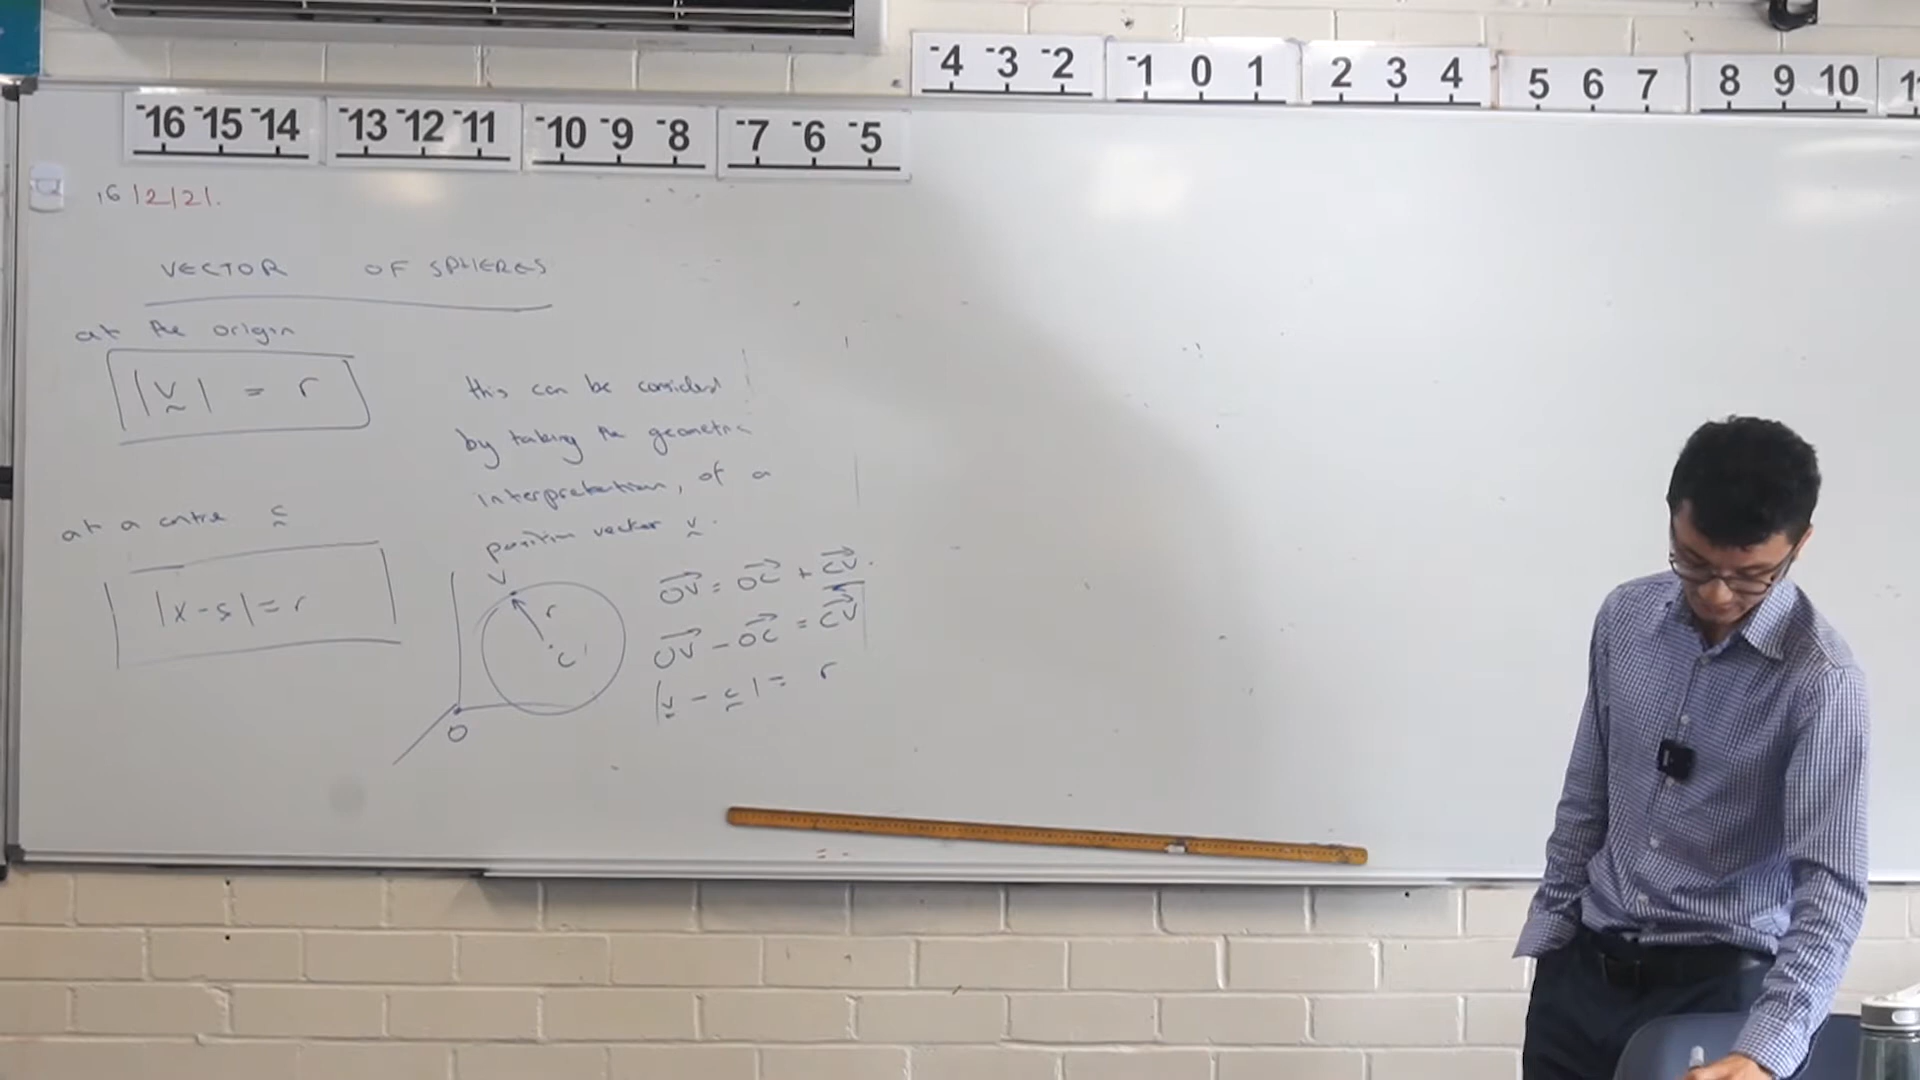 -4 -3 -2 -1 0 1 2 3 4 5 6 7 8 9 10
-16 -15 -14 -13 -12 -11 -10 -9 -8 -7 -6 -5
16/2/21.
VECTOR OF SPHERES
at the origin
|v| = r
this can be considerd
by taking the geometric
interpretation, of a
position vector v.
at a centre c
|x-c|=r
V
r
C
O
OV = OC + CV.
OV - OC = CV
|v - c| = r